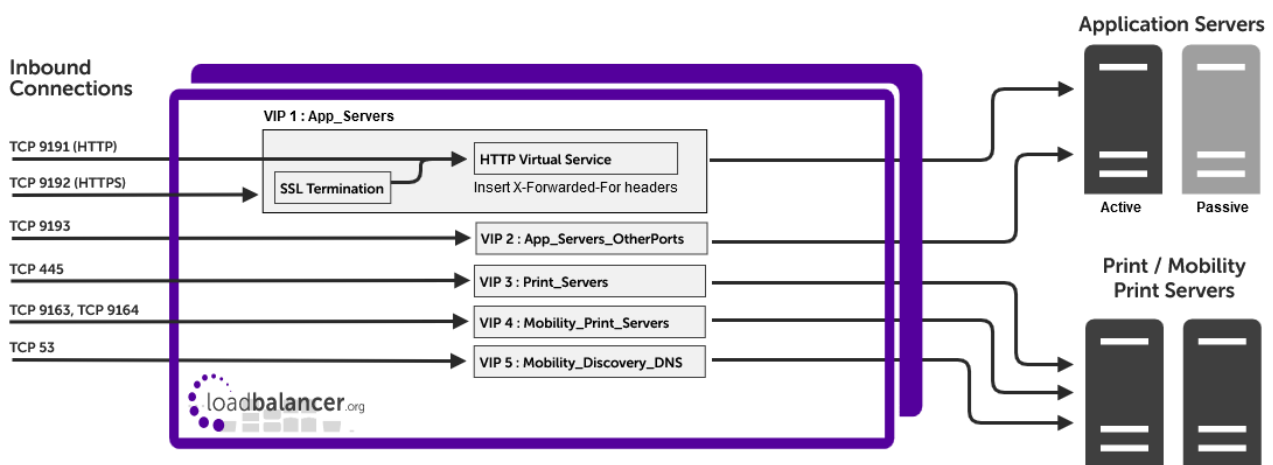 Application Servers
Inbound
Connections
VIP 1 : App_Servers
TCP 9191 (HTTP)
HTTP Virtual Service
TCP 9192 (HTTPS)
SSL Termination
Insert X-Forwarded-For headers
Active
Passive
TCP 9193
VIP 2 : App_Servers_OtherPorts
TCP 445
VIP 3 : Print_Servers
Print / Mobility
Print Servers
TCP 9163, TCP 9164
VIP 4 : Mobility_Print_Servers
TCP 53
VIP 5 : Mobility_Discovery_DNS
loadbalancer.org